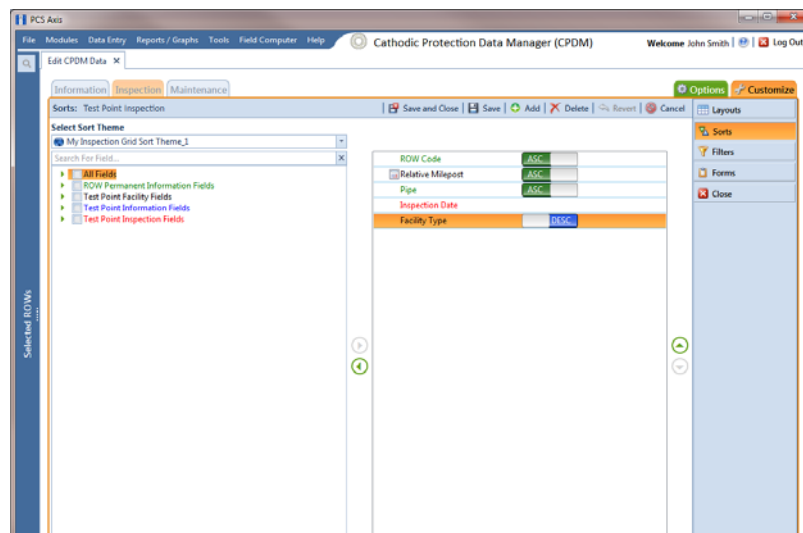 PCS Axis
File Modules Data Entry Reports / Graphs Tools Field Computer Help
Cathodic Protection Data Manager (CPDM)
Welcome John Smith | Log Out
Edit CPDM Data
Information Inspection Maintenance
Options Customize
Sorts: Test Point Inspection
Save and Close | Save | Add | Delete | Revert | Cancel
Layouts
Select Sort Theme
Sorts
My Inspection Grid Sort Theme_1
Filters
Search For Field...
X
ROW Code ASC
All Fields
Relative Milepost ASC
Forms
ROW Permanent Information Fields
Pipe ASC
Test Point Facility Fields
Close
Test Point Information Fields
Inspection Date
Test Point Inspection Fields
Facility Type DESC
Selected ROWs